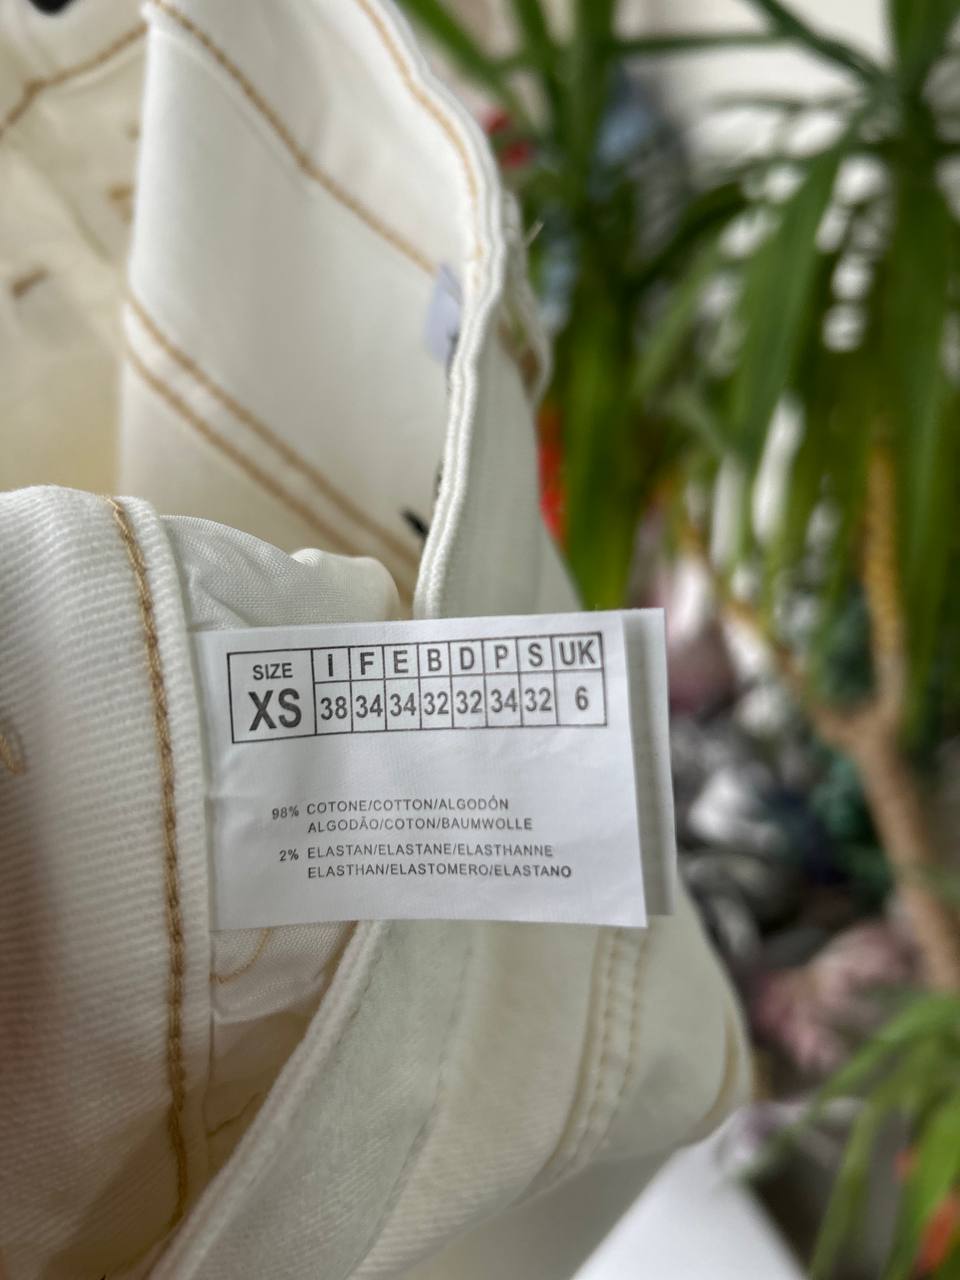 SIZE I F E B D P S UK
XS 38 34 34 32 32 34 32 6
98% COTONE/COTTON/ALGODÓN
ALGODÃO/COTON/BAUMWOLLE
2% ELASTAN/ELASTANE/ELASTHANNE
ELASTHAN/ELASTOMERO/ELASTANO